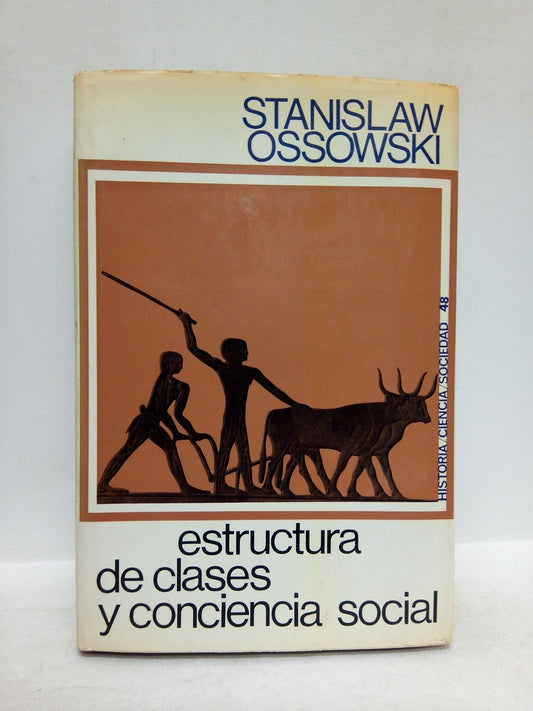 STANISLAW
OSSOWSKI
HISTORIA/CIENCIA/SOCIEDAD 48
estructura
de clases
y conciencia social